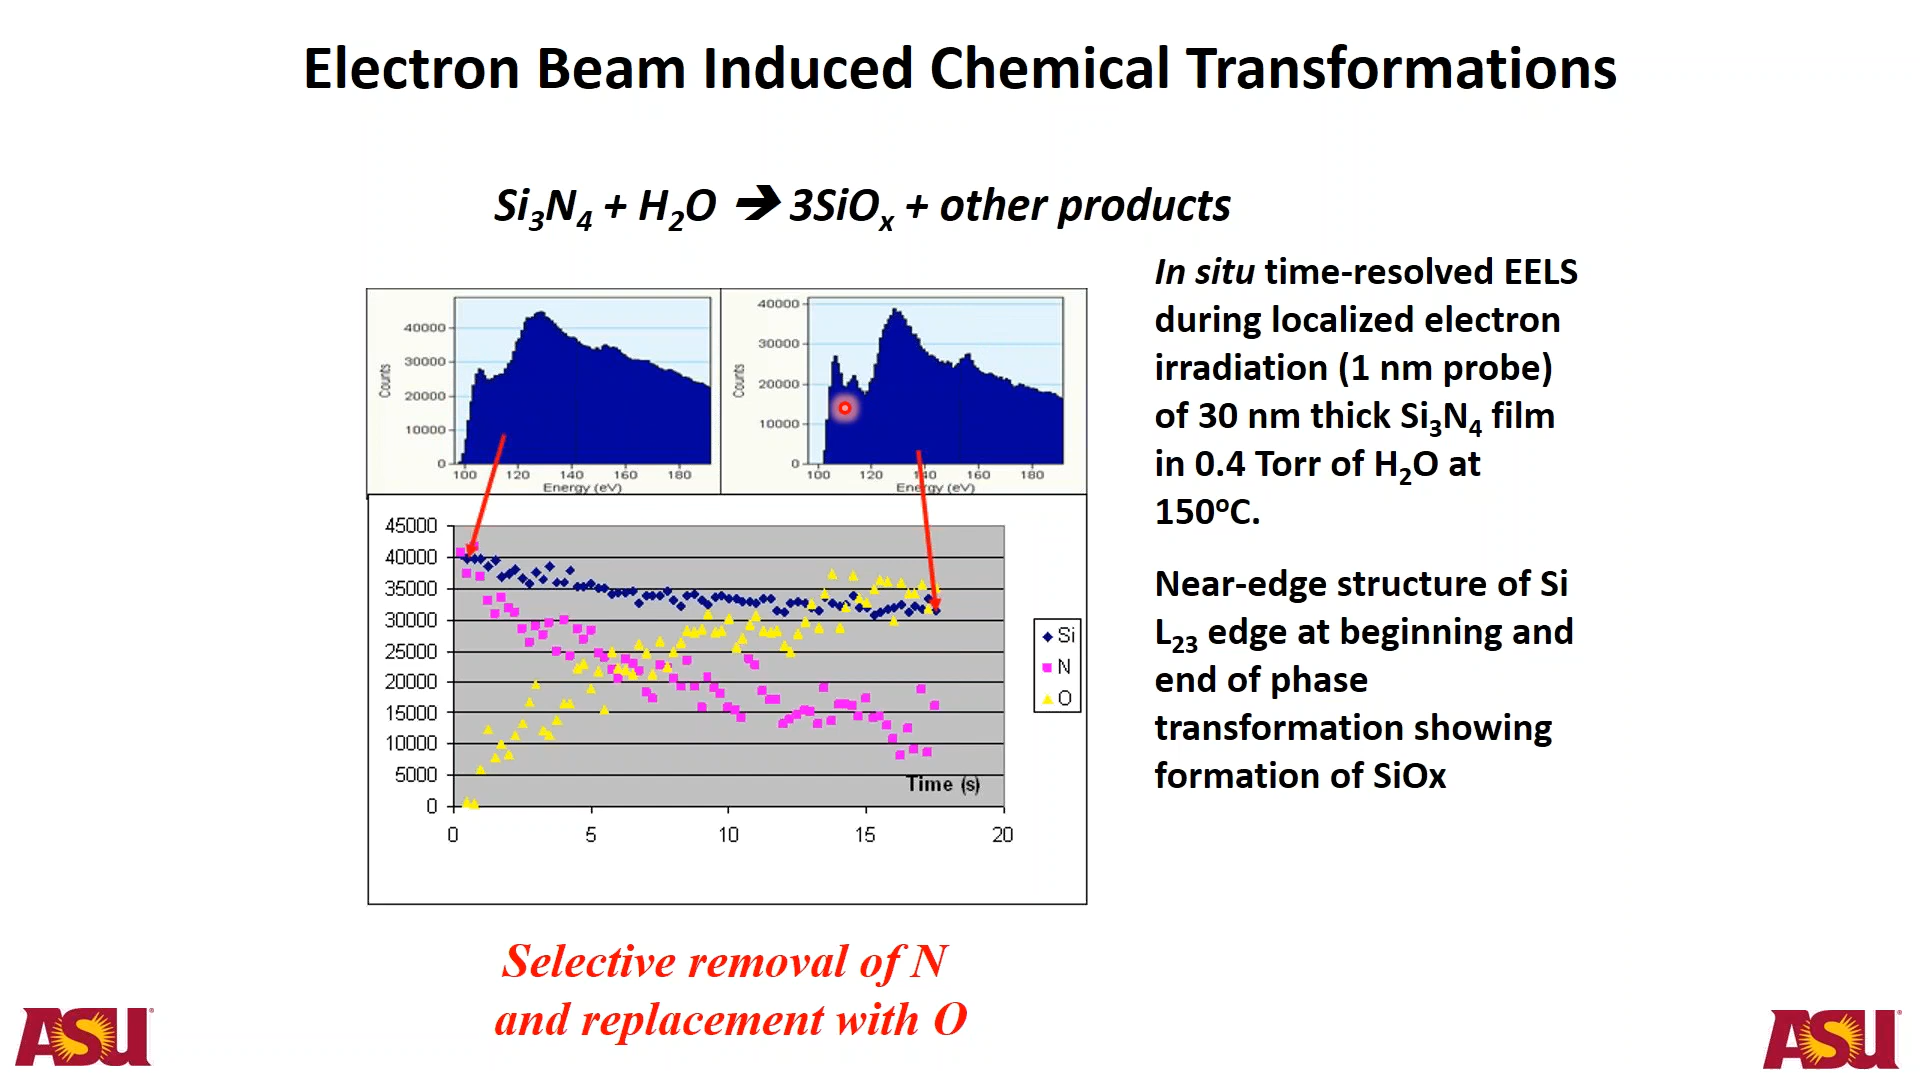 Electron Beam Induced Chemical Transformations
Si3N4 + H2O ➔ 3SiOx + other products
In situ time-resolved EELS
during localized electron
irradiation (1 nm probe)
of 30 nm thick Si3N4 film
in 0.4 Torr of H2O at
150oC.
Near-edge structure of Si
L23 edge at beginning and
end of phase
transformation showing
formation of SiOx
40000
30000
20000
10000
0
Counts
100 120 140 160 180
Energy (eV)
40000
30000
20000
10000
0
Counts
100 120 140 160 180
Energy (eV)
45000
40000
35000
30000
25000
20000
15000
10000
5000
0
0 5 10 15 20
Time (s)
Si
N
O
Selective removal of N
and replacement with O
ASU
ASU